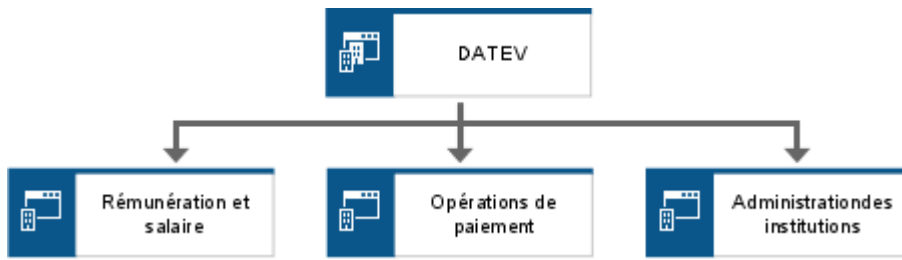 DATEV
Rémunération et
salaire
Opérations de
paiement
Administrationdes
institutions